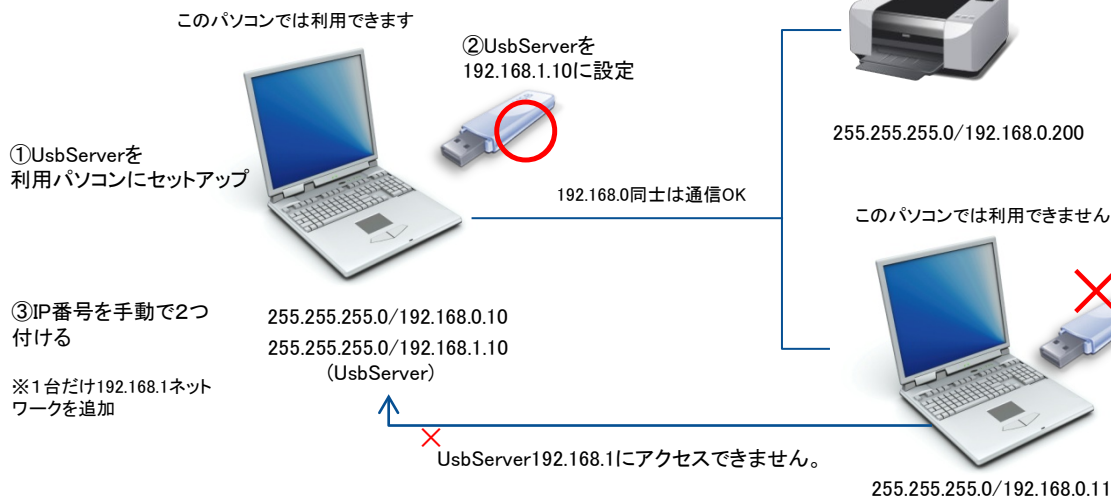 このパソコンでは利用できます
②UsbServerを
192.168.1.10に設定
①UsbServerを
利用パソコンにセットアップ
255.255.255.0/192.168.0.200
192.168.0同士は通信OK
このパソコンでは利用できません
③IP番号を手動で２つ
付ける
255.255.255.0/192.168.0.10
255.255.255.0/192.168.1.10
(UsbServer)
※１台だけ192.168.1ネット
ワークを追加
UsbServer192.168.1にアクセスできません。
255.255.255.0/192.168.0.11